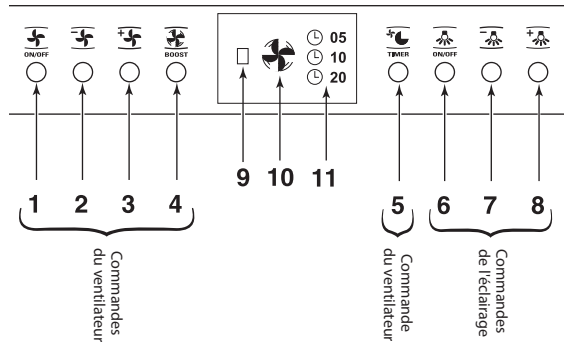 ON/OFF
BOOST
05
10
20
TIMER
ON/OFF
1 2 3 4
9 10 11
5 6 7 8
Commandes
du ventilateur
Commande
du ventilateur
Commandes
de l'éclairage